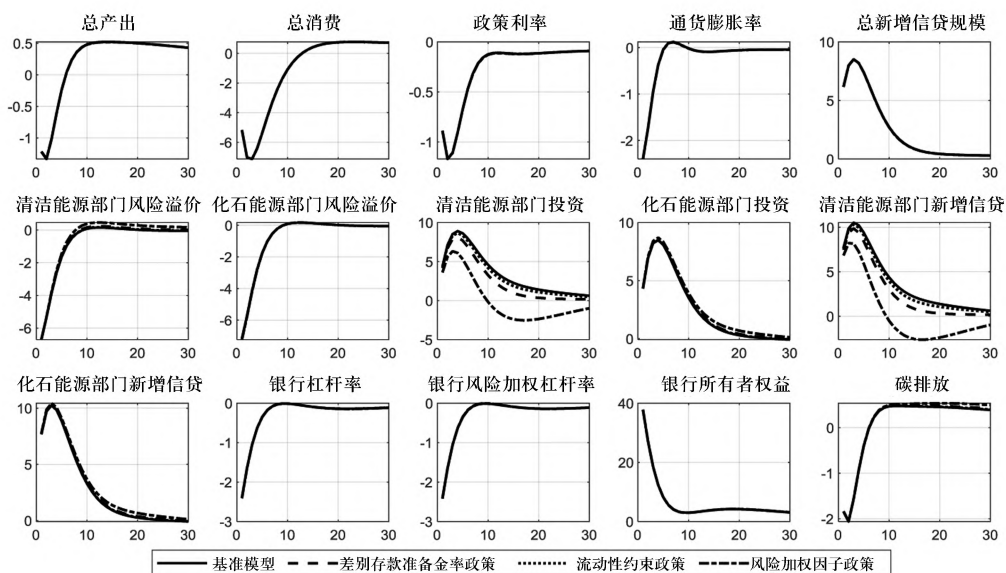 总产出 总消费 政策利率 通货膨胀率 总新增信贷规模
0.5 0 -0.5 -1 0 10 20 30
0 -2 -4 -6 0 10 20 30
0 -0.5 -1 0 10 20 30
0 -1 -2 0 10 20 30
10 5 0 0 10 20 30
清洁能源部门风险溢价 化石能源部门风险溢价 清洁能源部门投资 化石能源部门投资 清洁能源部门新增信贷
0 -2 -4 -6 0 10 20 30
0 -2 -4 -6 0 10 20 30
10 5 0 -5 0 10 20 30
10 5 0 0 10 20 30
10 5 0 0 10 20 30
化石能源部门新增信贷 银行杠杆率 银行风险加权杠杆率 银行所有者权益 碳排放
10 5 0 0 10 20 30
0 -1 -2 -3 0 10 20 30
0 -1 -2 -3 0 10 20 30
40 20 0 0 10 20 30
0 -1 -2 0 10 20 30
基准模型 差别存款准备金率政策 流动性约束政策 风险加权因子政策